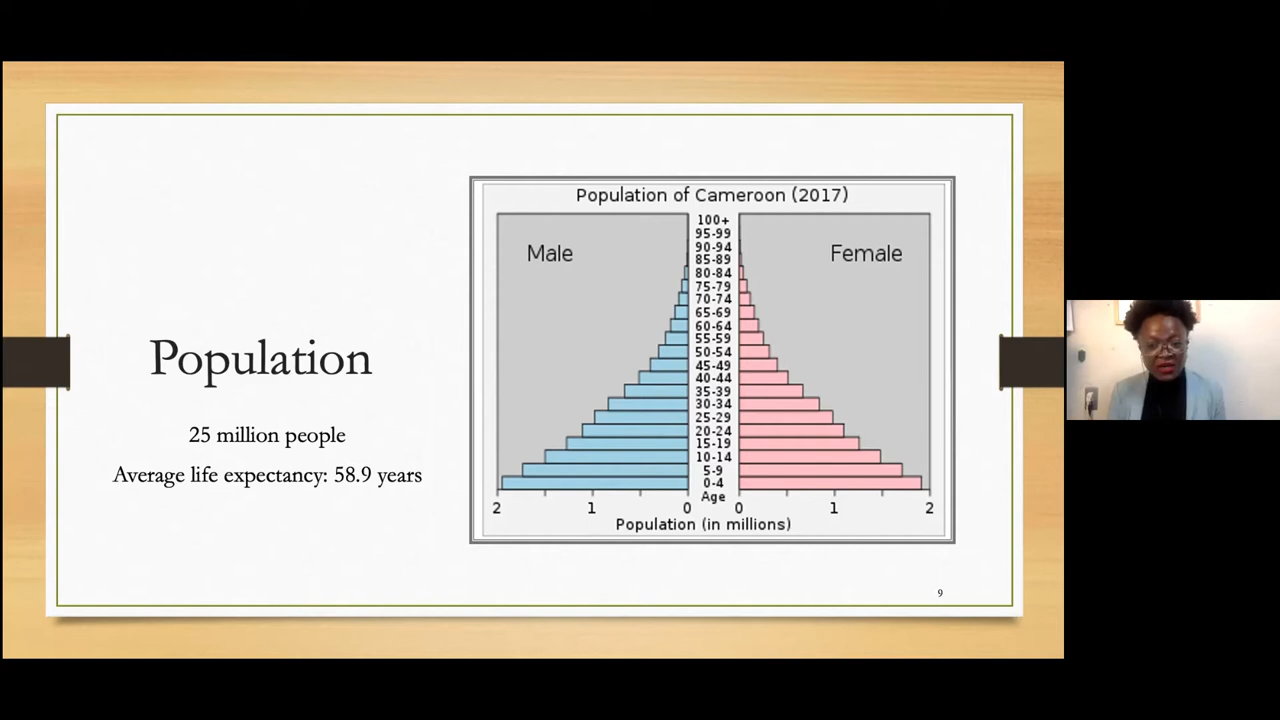 Population
25 million people
Average life expectancy: 58.9 years
Population of Cameroon (2017)
Male
Female
100+
95-99
90-94
85-89
80-84
75-79
70-74
65-69
60-64
55-59
50-54
45-49
40-44
35-39
30-34
25-29
20-24
15-19
10-14
5-9
0-4
Age
2 1 0 0 1 2
Population (in millions)
9